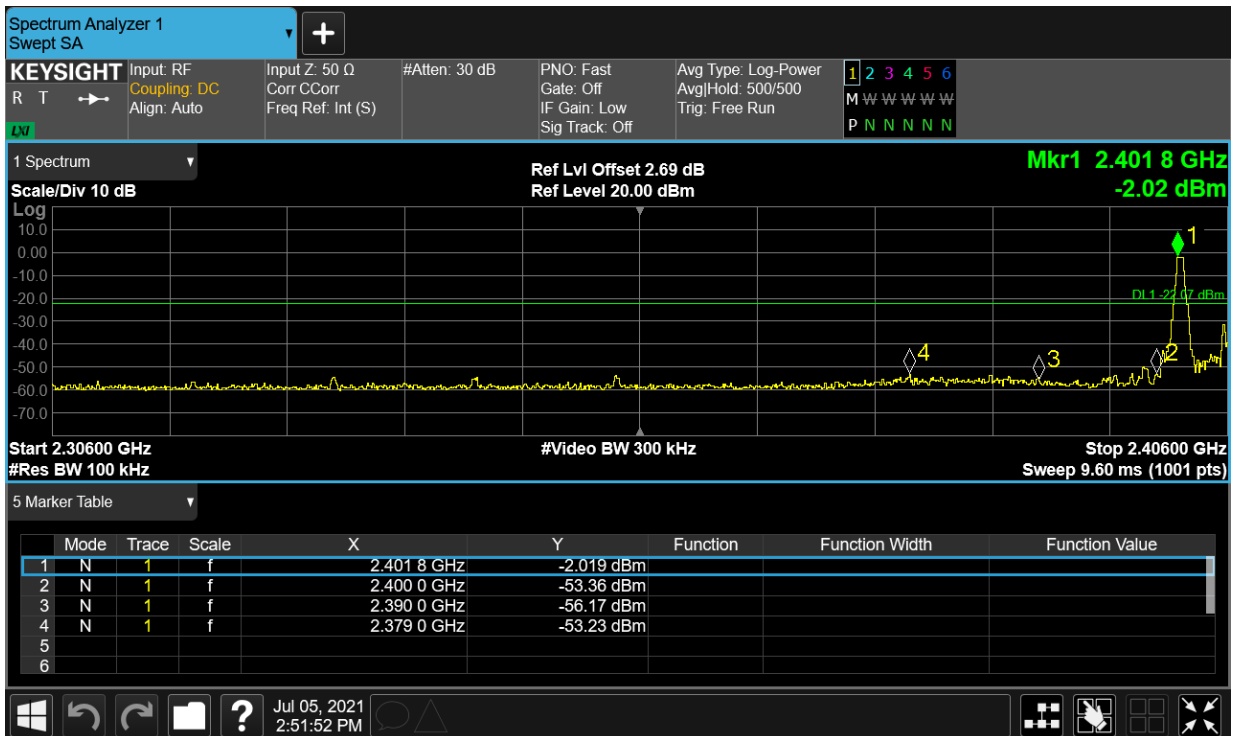 Spectrum Analyzer 1
Swept SA
KEYSIGHT Input: RF Input Z: 50 Ω #Atten: 30 dB PNO: Fast Avg Type: Log-Power 1 2 3 4 5 6
R T Coupling: DC Corr CCorr Gate: Off Avg|Hold: 500/500 M W W W W W W
Align: Auto Freq Ref: Int (S) IF Gain: Low Trig: Free Run P N N N N N N
LXI Sig Track: Off
1 Spectrum Ref Lvl Offset 2.69 dB Mkr1 2.401 8 GHz
Scale/Div 10 dB Ref Level 20.00 dBm -2.02 dBm
Log
10.0
1
0.00
-10.0
-20.0
DL1 -22.07 dBm
-30.0
-40.0
4 3 2
-50.0
-60.0
-70.0
Start 2.30600 GHz #Video BW 300 kHz Stop 2.40600 GHz
#Res BW 100 kHz Sweep 9.60 ms (1001 pts)
5 Marker Table
Mode Trace Scale X Y Function Function Width Function Value
1 N 1 f 2.401 8 GHz -2.019 dBm
2 N 1 f 2.400 0 GHz -53.36 dBm
3 N 1 f 2.390 0 GHz -56.17 dBm
4 N 1 f 2.379 0 GHz -53.23 dBm
5
6
? Jul 05, 2021
2:51:52 PM